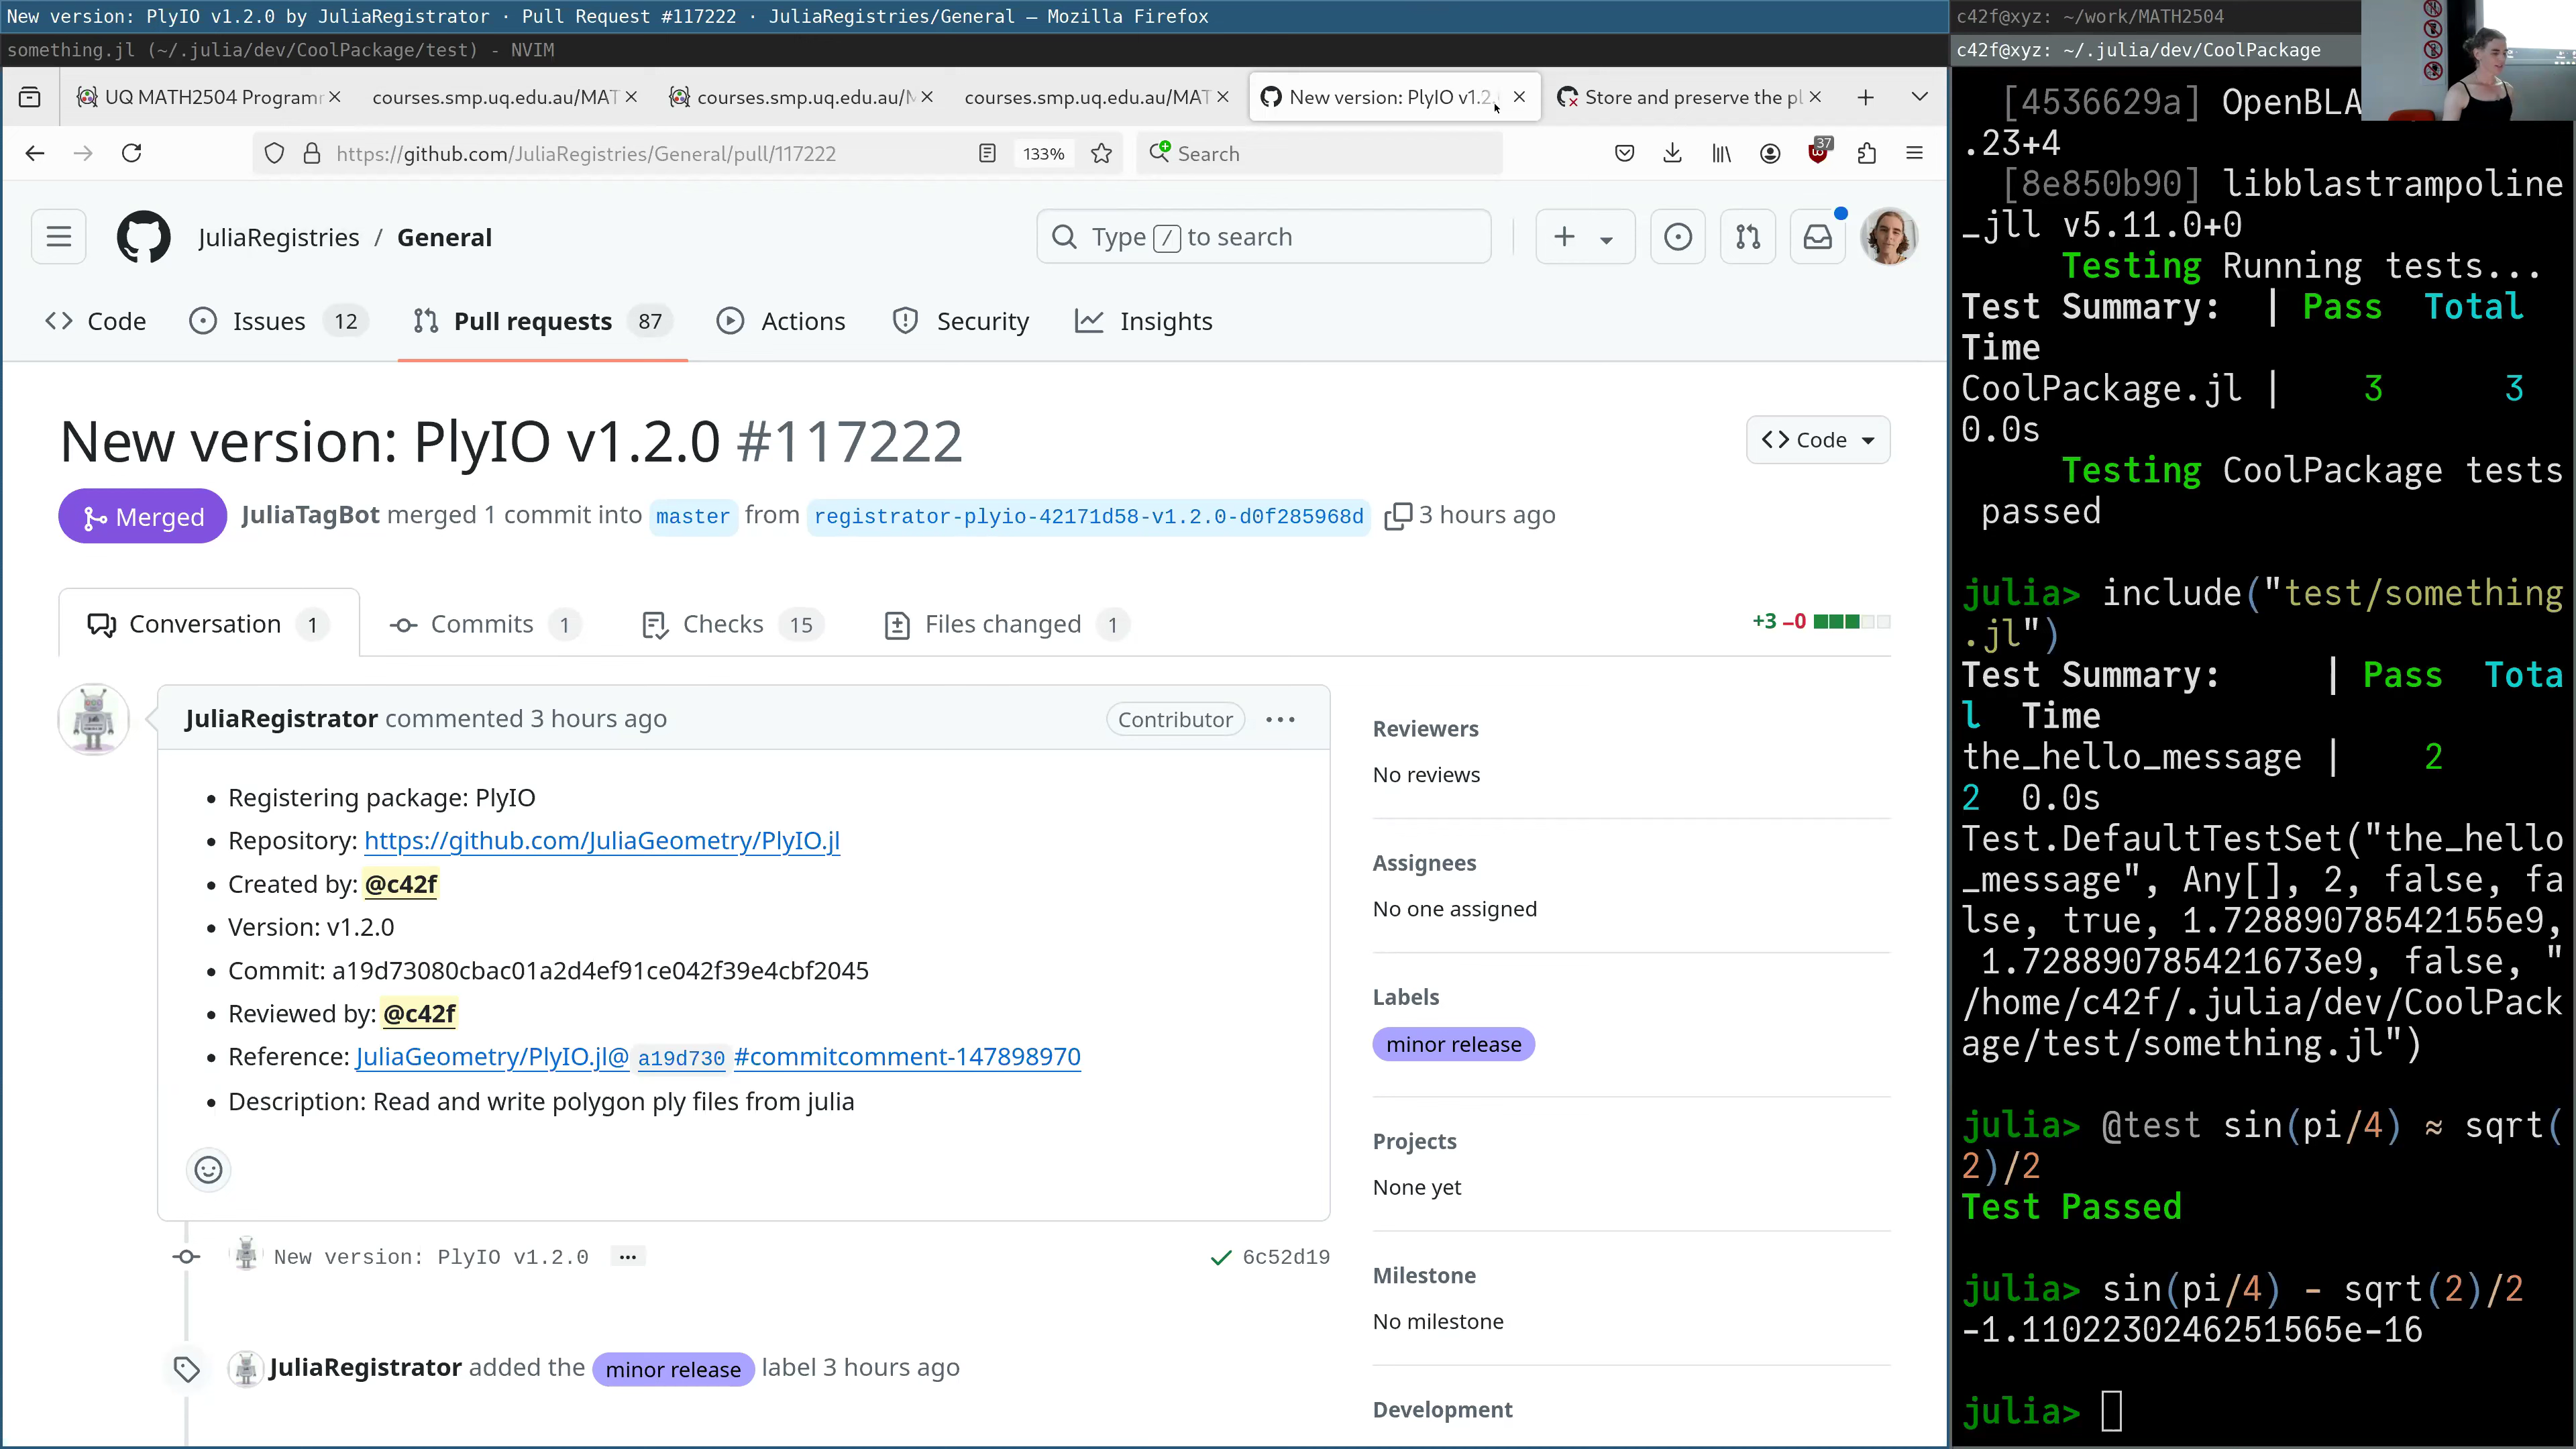 New version: PlyIO v1.2.0 by JuliaRegistrator · Pull Request #117222 · JuliaRegistries/General — Mozilla Firefox
something.jl (~/.julia/dev/CoolPackage/test) - NVIM
UQ MATH2504 Programr
courses.smp.uq.edu.au/MAT
courses.smp.uq.edu.au/M
courses.smp.uq.edu.au/MAT
New version: PlyIO v1.2.
Store and preserve the pl
https://github.com/JuliaRegistries/General/pull/117222
133%
Search
37
JuliaRegistries / General
Type / to search
Code
Issues 12
Pull requests 87
Actions
Security
Insights
New version: PlyIO v1.2.0 #117222
Code
Merged
JuliaTagBot merged 1 commit into master from registrator-plyio-42171d58-v1.2.0-d0f285968d 3 hours ago
Conversation 1
Commits 1
Checks 15
Files changed 1
+3 −0
JuliaRegistrator commented 3 hours ago
Contributor
• Registering package: PlyIO
• Repository: https://github.com/JuliaGeometry/PlyIO.jl
• Created by: @c42f
• Version: v1.2.0
• Commit: a19d73080cbac01a2d4ef91ce042f39e4cbf2045
• Reviewed by: @c42f
• Reference: JuliaGeometry/PlyIO.jl@a19d730#commitcomment-147898970
• Description: Read and write polygon ply files from julia
New version: PlyIO v1.2.0 ...
6c52d19
JuliaRegistrator added the minor release label 3 hours ago
Reviewers
No reviews
Assignees
No one assigned
Labels
minor release
Projects
None yet
Milestone
No milestone
Development
c42f@xyz: ~/work/MATH2504
c42f@xyz: ~/.julia/dev/CoolPackage
[4536629a] OpenBLA
.23+4
[8e850b90] libblastrampoline
_jll v5.11.0+0
Testing Running tests...
Test Summary: | Pass Total
Time
CoolPackage.jl | 3 3
0.0s
Testing CoolPackage tests
passed
julia> include("test/something
.jl")
Test Summary: | Pass Tota
l Time
the_hello_message | 2
2 0.0s
Test.DefaultTestSet("the_hello
_message", Any[], 2, false, fa
lse, true, 1.72889078542155e9,
1.728890785421673e9, false, "
/home/c42f/.julia/dev/CoolPack
age/test/something.jl")
julia> @test sin(pi/4) ≈ sqrt(
2)/2
Test Passed
julia> sin(pi/4) - sqrt(2)/2
-1.1102230246251565e-16
julia>